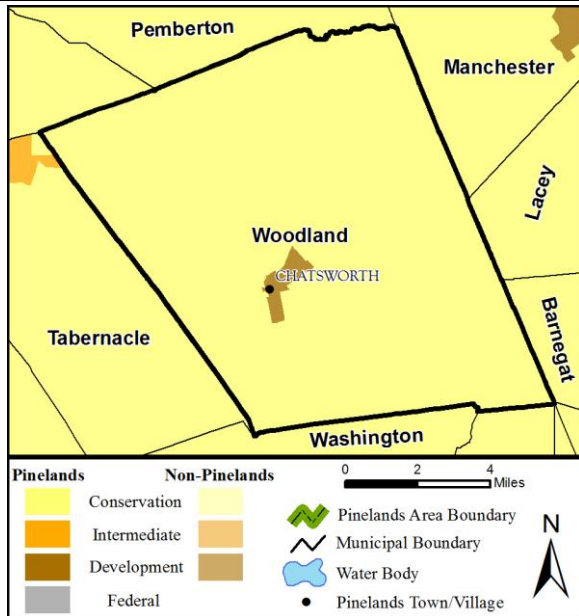 Pemberton
Manchester
Lacey
Woodland
CHATSWORTH
Barnegat
Tabernacle
Washington
Pinelands Non-Pinelands
Conservation
Intermediate
Development
Federal
0 2 4
Miles
Pinelands Area Boundary
Municipal Boundary
Water Body
Pinelands Town/Village
N